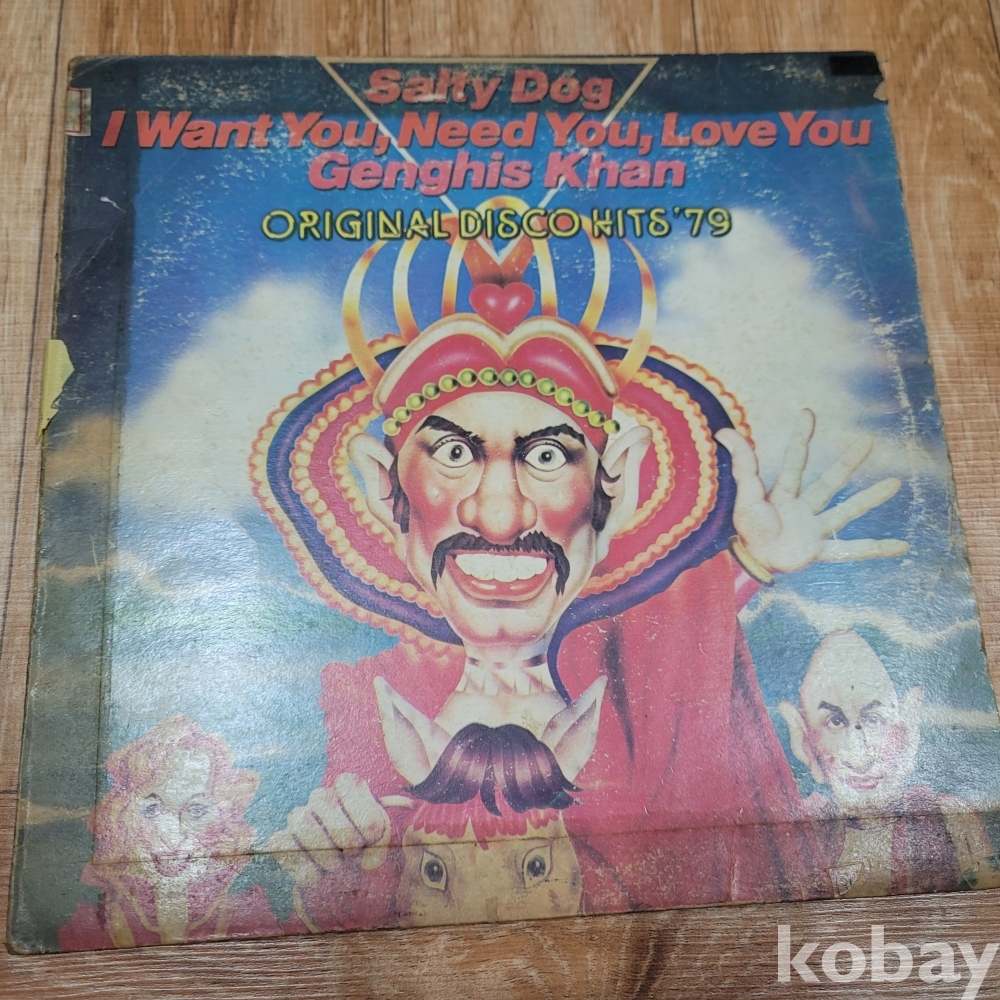 Salty Dog
I Want You, Need You, Love You
Genghis Khan
ORIGINAL DISCO HITS '79
kobay